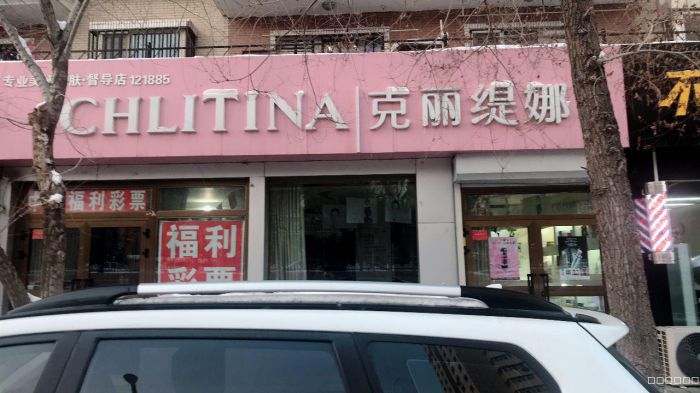 专业美
肤·督导店 121885
CHLITINA 克丽缇娜
福利彩票
福利
彩票